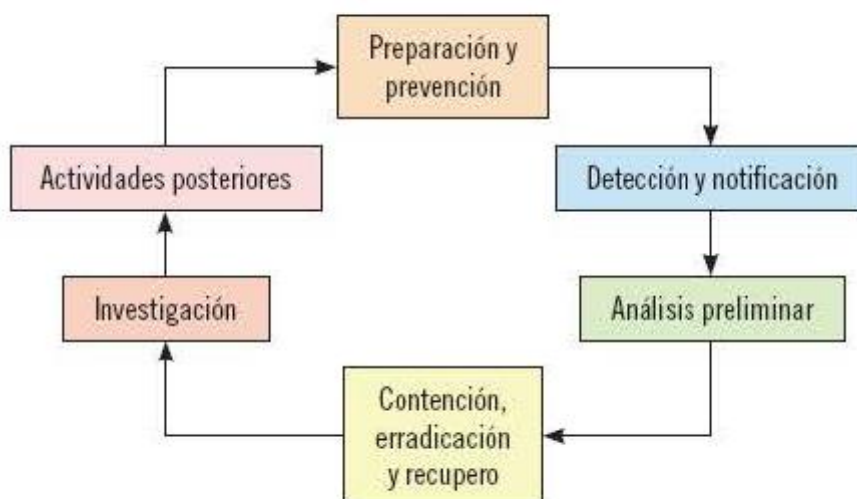 Preparación y
prevención
Actividades posteriores
Detección y notificación
Investigación
Análisis preliminar
Contención,
erradicación
y recupero